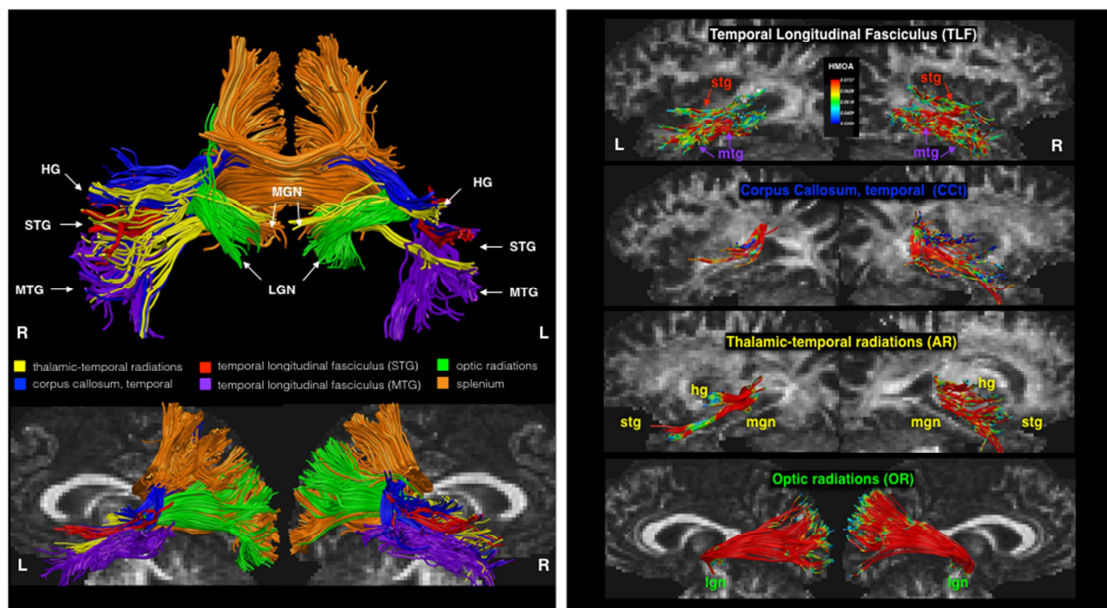 HG
MGN
HG
STG
STG
LGN
MTG
MTG
R
L
thalamic-temporal radiations
temporal longitudinal fasciculus (STG)
optic radiations
corpus callosum, temporal
temporal longitudinal fasciculus (MTG)
splenium
L
R
Temporal Longitudinal Fasciculus (TLF)
HMOA
stg
stg
L
mtg
mtg
R
Corpus Callosum, temporal (CCt)
Thalamic-temporal radiations (AR)
hg
hg
stg
mgn
mgn
stg
Optic radiations (OR)
lgn
lgn